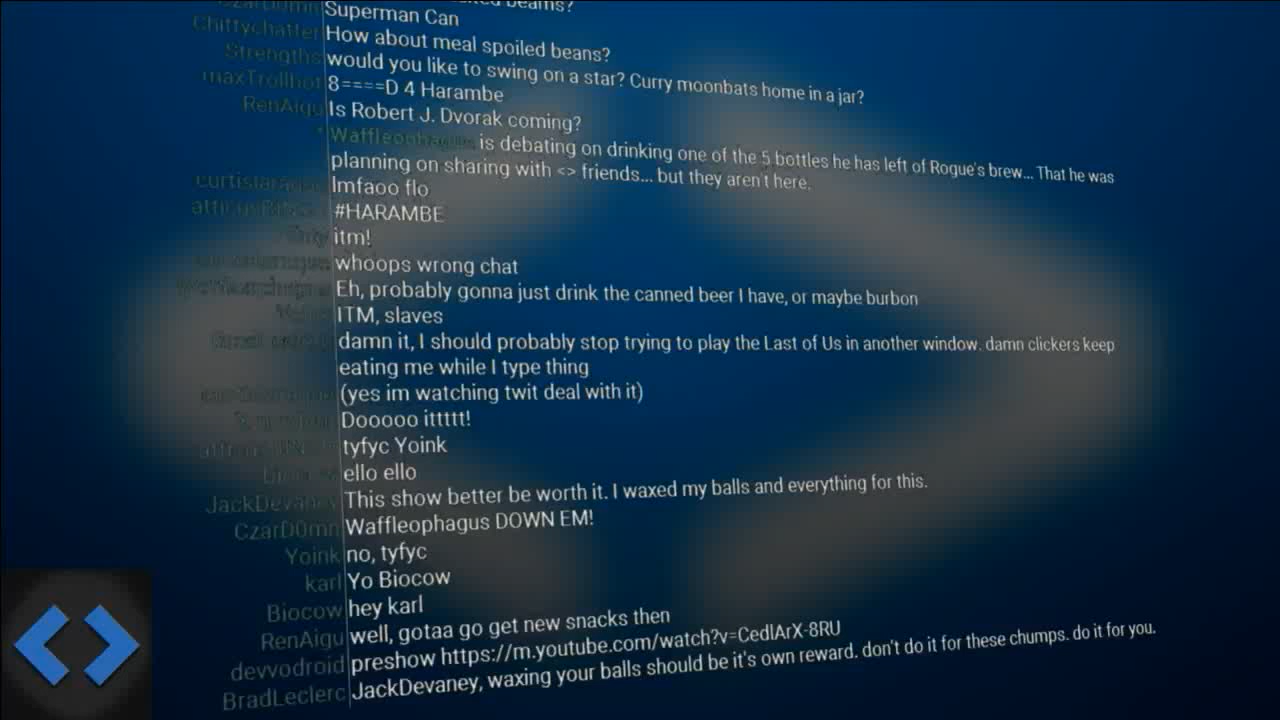 beams?
CzarD0mn Superman Can
Chittychatter How about meal spoiled beans?
Strengths would you like to swing on a star? Curry moonbats home in a jar?
maxTrollbot 8====D 4 Harambe
RenAigu Is Robert J. Dvorak coming?
* Waffleophagus is debating on drinking one of the 5 bottles he has left of Rogue's brew... That he was
planning on sharing with <> friends... but they aren't here.
lmfaoo flo
#HARAMBE
itm!
whoops wrong chat
Eh, probably gonna just drink the canned beer I have, or maybe burbon
ITM, slaves
damn it, I should probably stop trying to play the Last of Us in another window. damn clickers keep
eating me while I type thing
(yes im watching twit deal with it)
Dooooo ittttt!
tyfyc Yoink
ello ello
JackDevaney This show better be worth it. I waxed my balls and everything for this.
CzarD0mn Waffleophagus DOWN EM!
Yoink no, tyfyc
karl Yo Biocow
Biocow hey karl
RenAigu well, gotaa go get new snacks then
devvodroid preshow https://m.youtube.com/watch?v=CedlArX-8RU
BradLeclerc JackDevaney, waxing your balls should be it's own reward. don't do it for these chumps. do it for you.